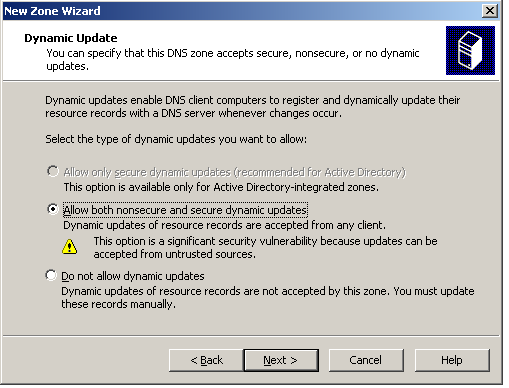 New Zone Wizard
Dynamic Update
You can specify that this DNS zone accepts secure, nonsecure, or no dynamic
updates.
Dynamic updates enable DNS client computers to register and dynamically update their
resource records with a DNS server whenever changes occur.
Select the type of dynamic updates you want to allow:
Allow only secure dynamic updates (recommended for Active Directory)
This option is available only for Active Directory-integrated zones.
Allow both nonsecure and secure dynamic updates
Dynamic updates of resource records are accepted from any client.
This option is a significant security vulnerability because updates can be
accepted from untrusted sources.
Do not allow dynamic updates
Dynamic updates of resource records are not accepted by this zone. You must update
these records manually.
< Back Next > Cancel Help